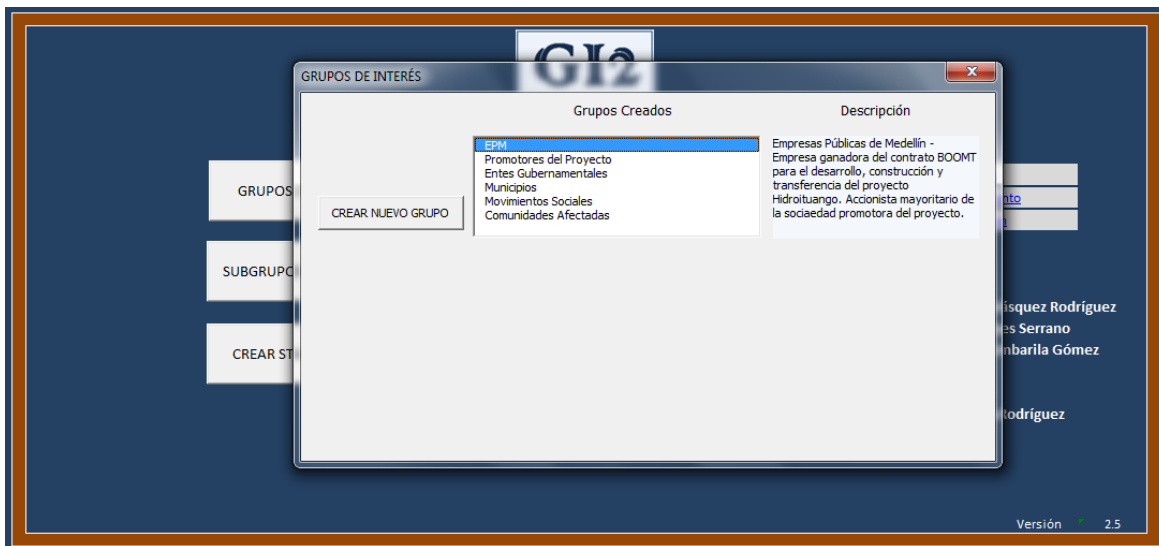 GI2
GRUPOS DE INTERÉS
Grupos Creados
Descripción
EPM
Promotores del Proyecto
Entes Gubernamentales
Municipios
Movimientos Sociales
Comunidades Afectadas
Empresas Públicas de Medellín -
Empresa ganadora del contrato BOOMT
para el desarrollo, construcción y
transferencia del proyecto
Hidroituango. Accionista mayoritario de
la sociaedad promotora del proyecto.
CREAR NUEVO GRUPO
GRUPOS
SUBGRUPO
CREAR ST
nto
ásquez Rodríguez
es Serrano
nbarila Gómez
Rodríguez
Versión 2.5